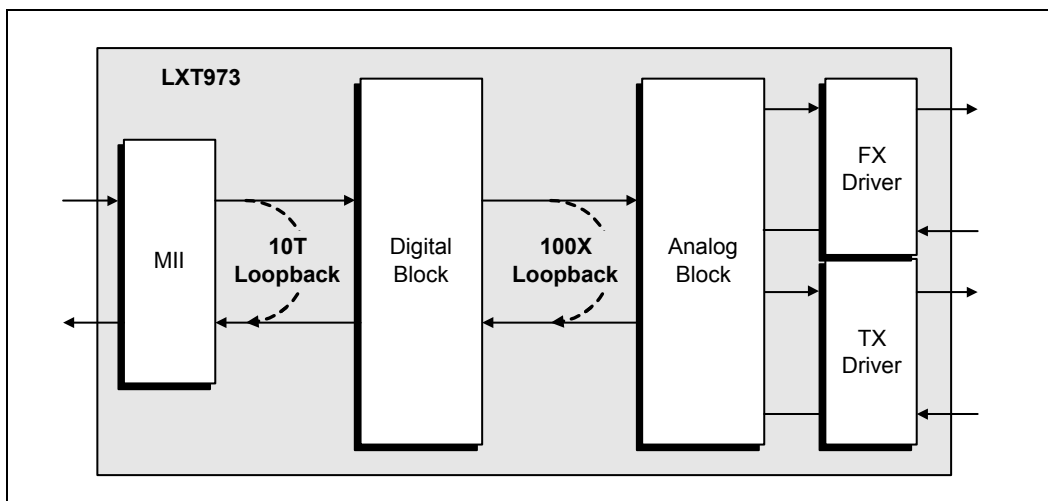 LXT973
MII
10T
Loopback
Digital
Block
100X
Loopback
Analog
Block
FX
Driver
TX
Driver